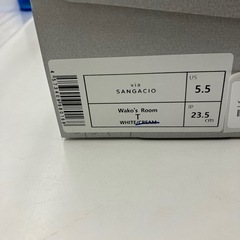 via
SANGACIO
US
5.5
Wako's Room
T
WHITE/CREAM
JP
23.5
cm